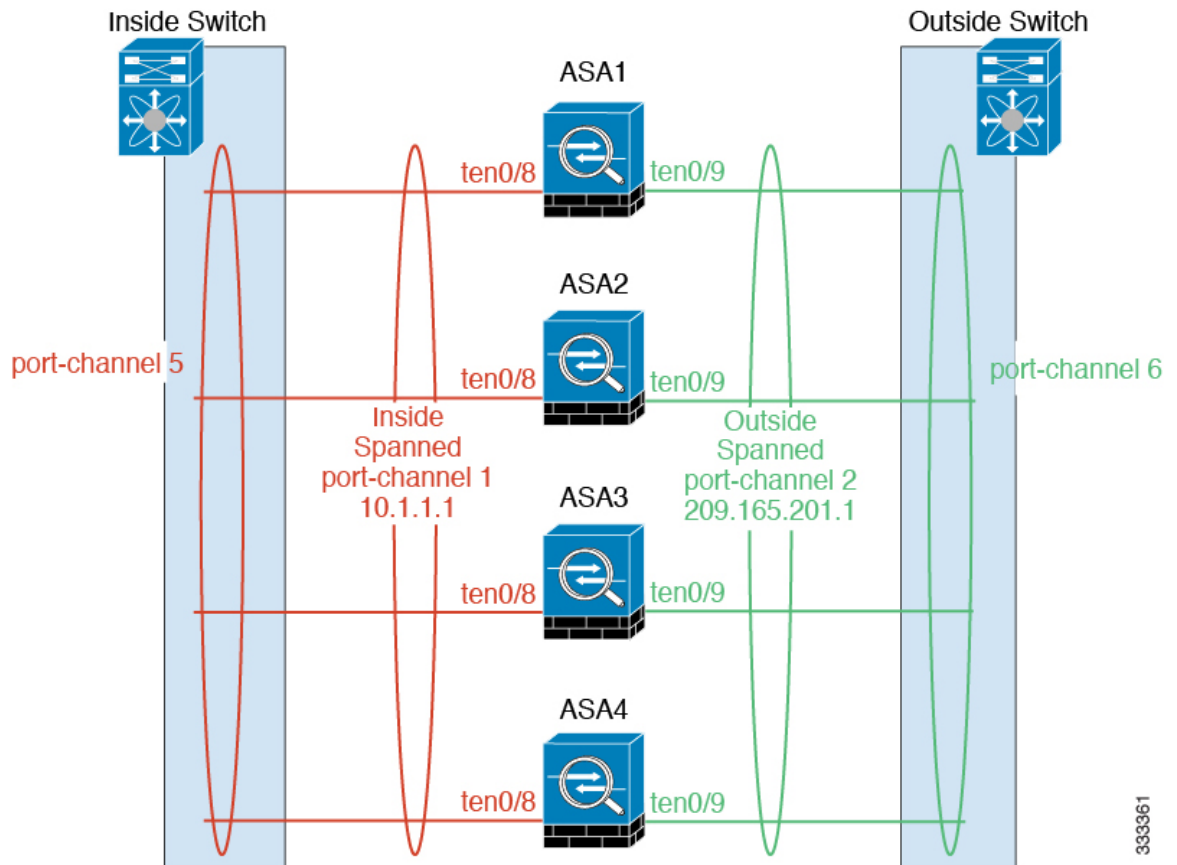 Inside Switch
Outside Switch
ASA1
ten0/8
ten0/9
ASA2
port-channel 5
ten0/8
ten0/9
port-channel 6
Inside
Spanned
port-channel 1
10.1.1.1
Outside
Spanned
port-channel 2
209.165.201.1
ASA3
ten0/8
ten0/9
ASA4
ten0/8
ten0/9
333361